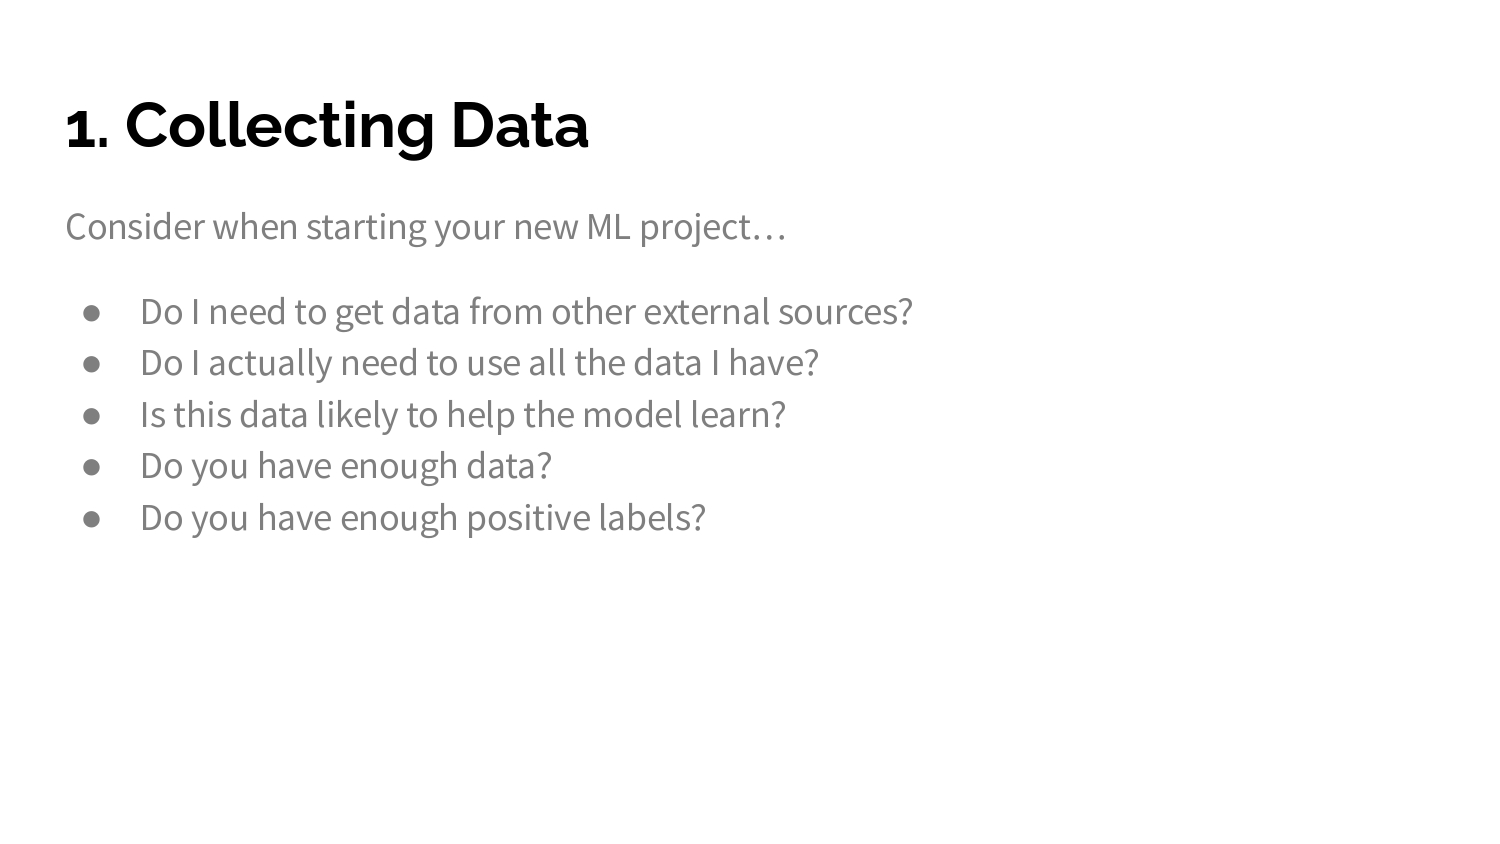 1. Collecting Data
Consider when starting your new ML project…
● Do I need to get data from other external sources?
● Do I actually need to use all the data I have?
● Is this data likely to help the model learn?
● Do you have enough data?
● Do you have enough positive labels?